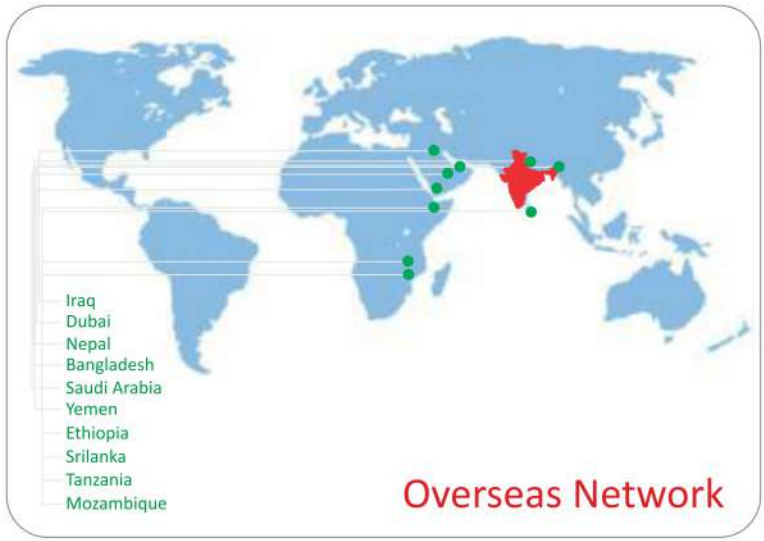 Iraq
Dubai
Nepal
Bangladesh
Saudi Arabia
Yemen
Ethiopia
Srilanka
Tanzania
Mozambique
Overseas Network